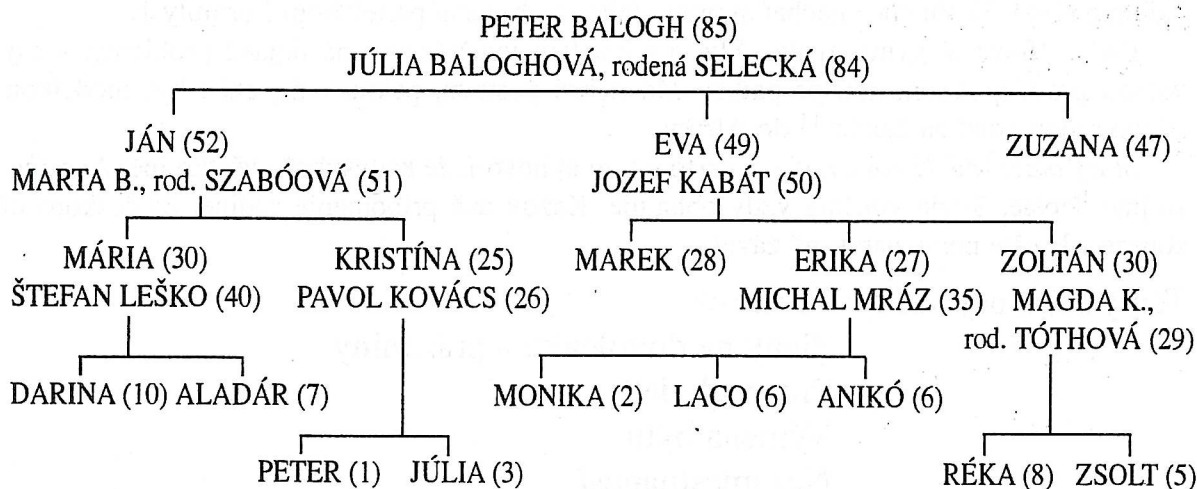 PETER BALOGH (85)
JÚLIA BALOGHOVÁ, rodená SELECKÁ (84)
JÁN (52) EVA (49) ZUZANA (47)
MARTA B., rod. SZABÓOVÁ (51) JOZEF KABÁT (50)
MÁRIA (30) KRISTÍNA (25) MAREK (28) ERIKA (27) ZOLTÁN (30)
ŠTEFAN LEŠKO (40) PAVOL KOVÁCS (26) MICHAL MRÁZ (35) MAGDA K.,
rod. TÓTHOVÁ (29)
DARINA (10) ALADÁR (7) MONIKA (2) LACO (6) ANIKÓ (6)
PETER (1) JÚLIA (3) RÉKA (8) ZSOLT (5)